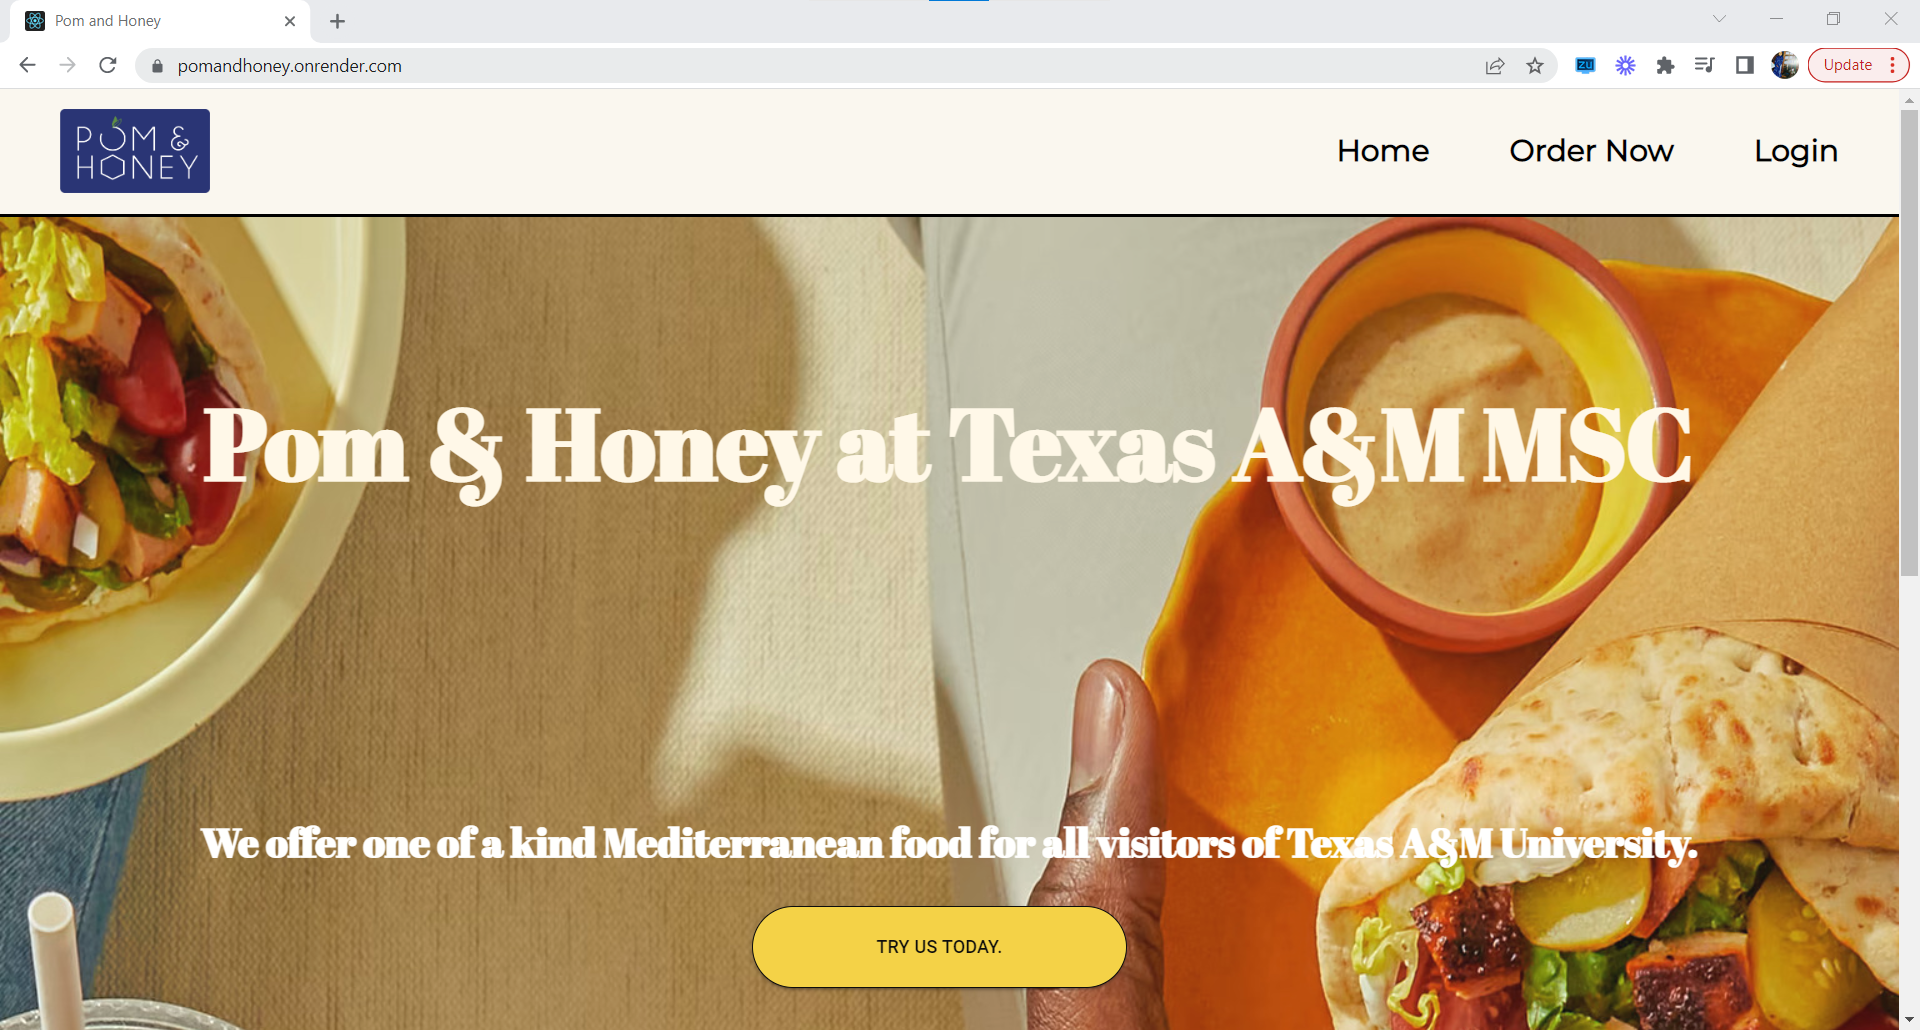 Pom and Honey
pomandhoney.onrender.com
ZU
Update
POM &
HONEY
Home
Order Now
Login
Pom & Honey at Texas A&M MSC
We offer one of a kind Mediterranean food for all visitors of Texas A&M University.
TRY US TODAY.